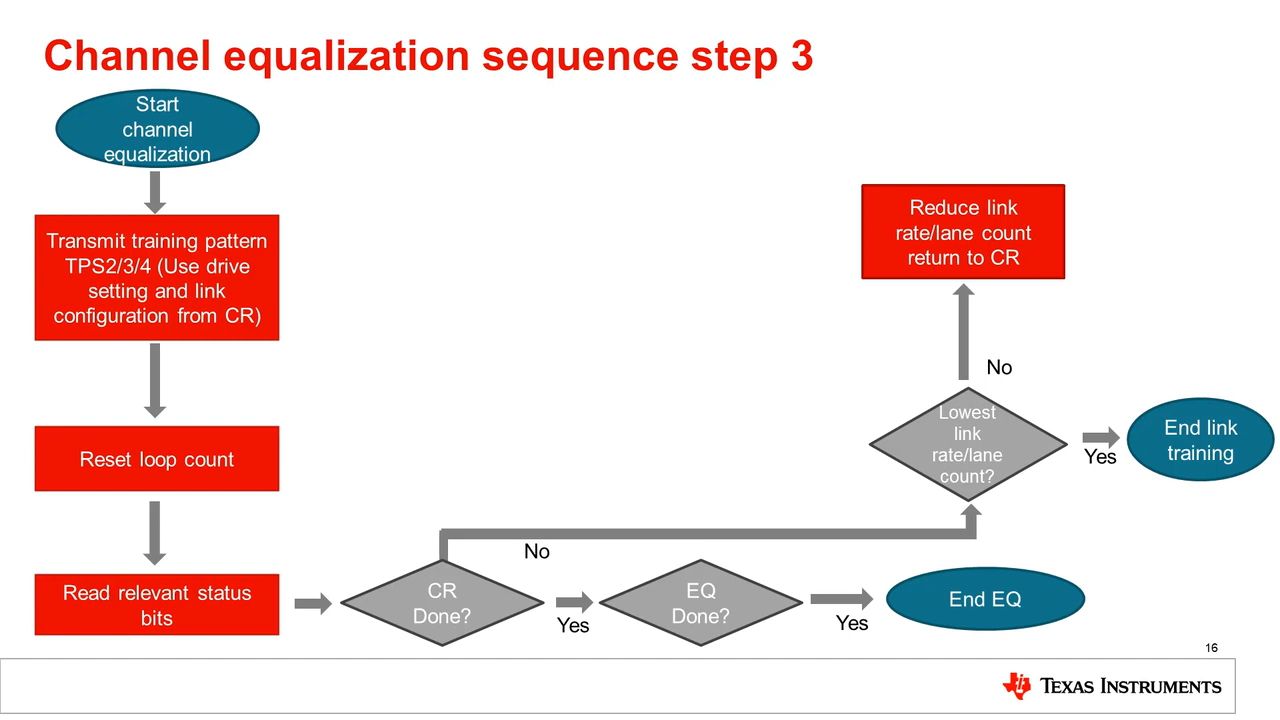 Channel equalization sequence step 3
Start
channel
equalization
Transmit training pattern
TPS2/3/4 (Use drive
setting and link
configuration from CR)
Reset loop count
Read relevant status
bits
CR
Done?
No
Yes
EQ
Done?
Yes
End EQ
Reduce link
rate/lane count
return to CR
No
Lowest
link
rate/lane
count?
Yes
End link
training
16
TEXAS INSTRUMENTS